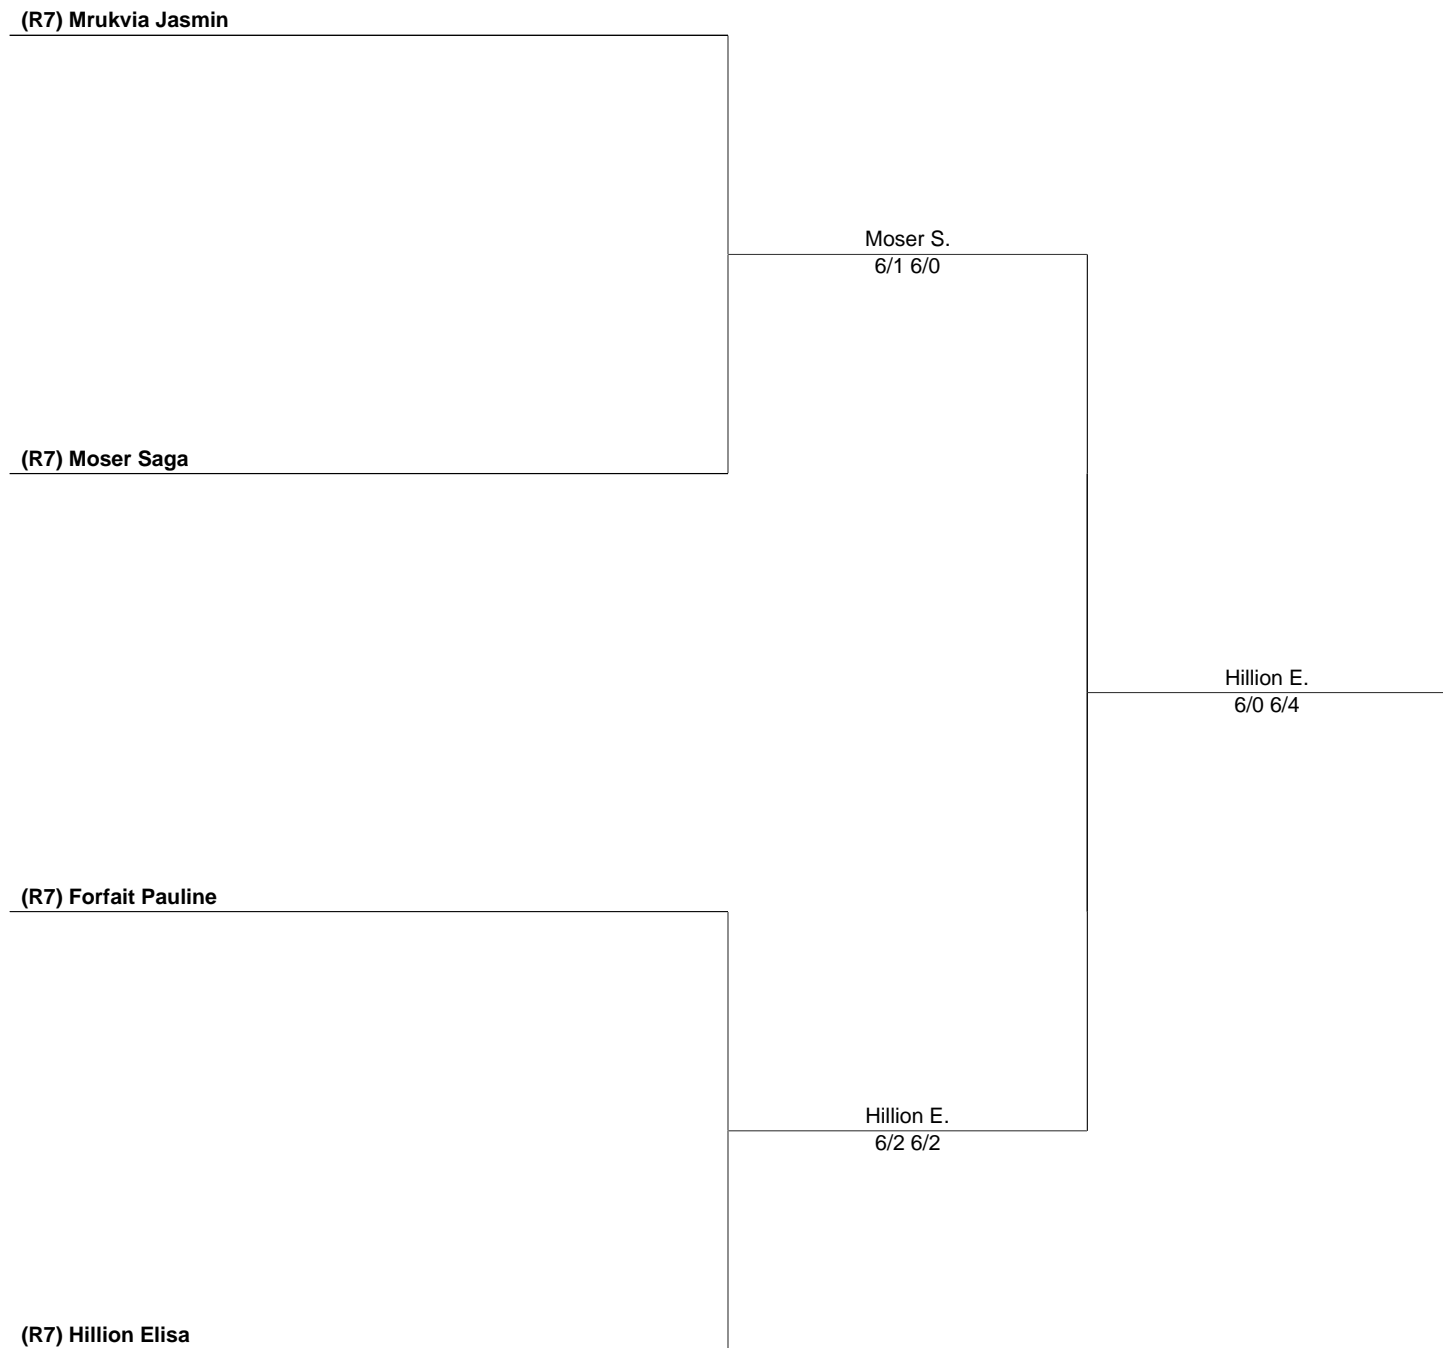 (R7) Mrukvia Jasmin
Moser S.
6/1 6/0
(R7) Moser Saga
Hillion E.
6/0 6/4
(R7) Forfait Pauline
Hillion E.
6/2 6/2
(R7) Hillion Elisa